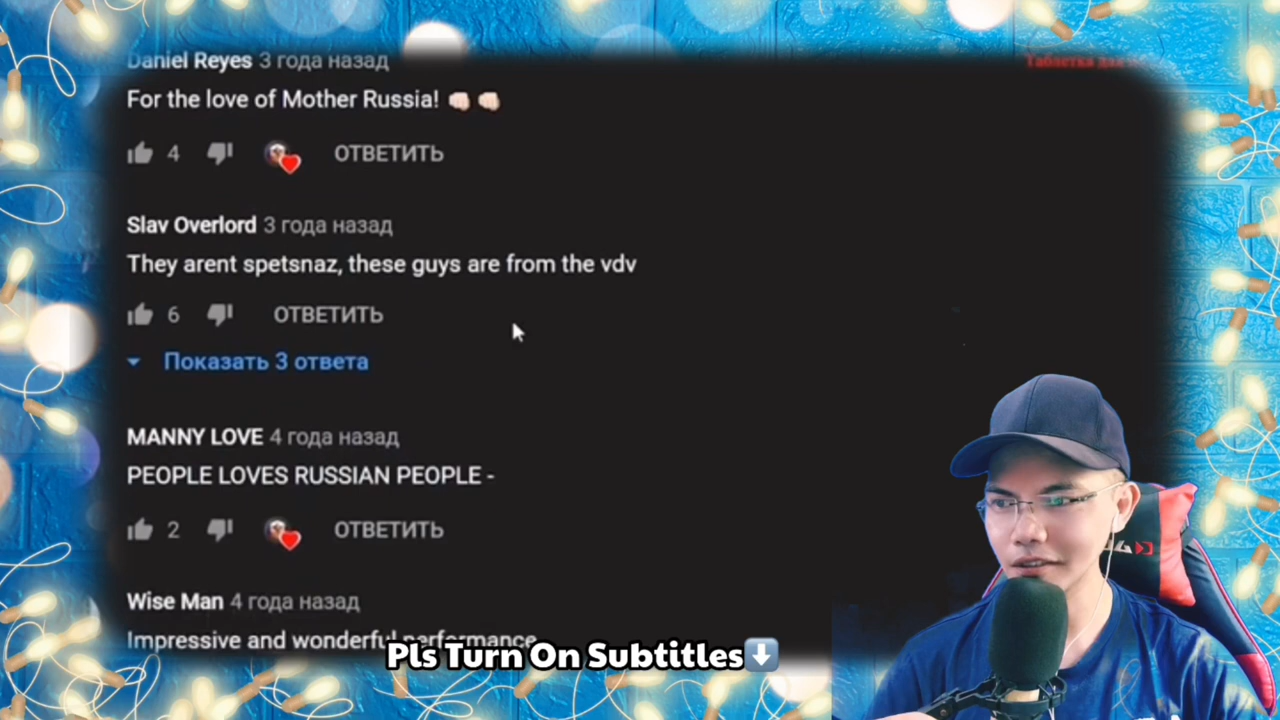 Daniel Reyes 3 года назад
For the love of Mother Russia! 👊🏻 👊🏻
4 ОТВЕТИТЬ
Slav Overlord 3 года назад
They arent spetsnaz, these guys are from the vdv
6 ОТВЕТИТЬ
Показать 3 ответа
MANNY LOVE 4 года назад
PEOPLE LOVES RUSSIAN PEOPLE -
2 ОТВЕТИТЬ
Wise Man 4 года назад
Impressive and wonderful performance
Pls Turn On Subtitles⬇️
Таблетка